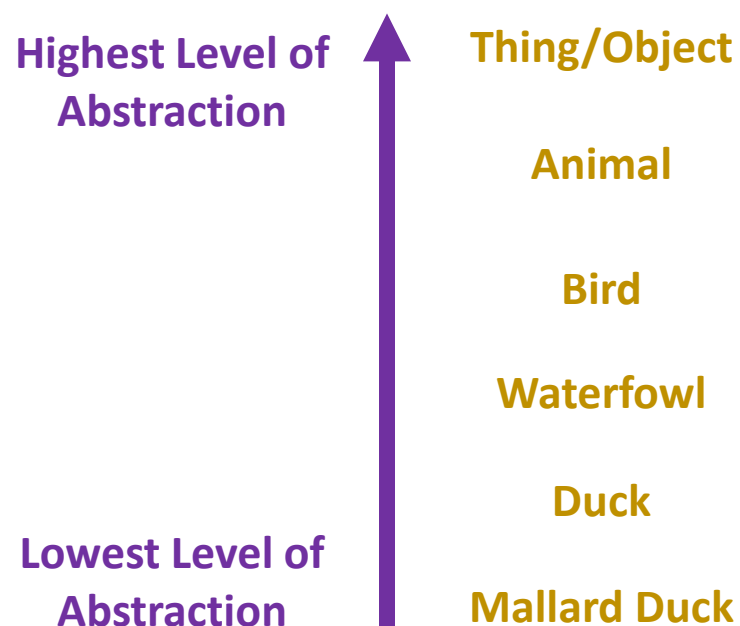 Highest Level of
Abstraction
Thing/Object
Animal
Bird
Waterfowl
Duck
Lowest Level of
Abstraction
Mallard Duck